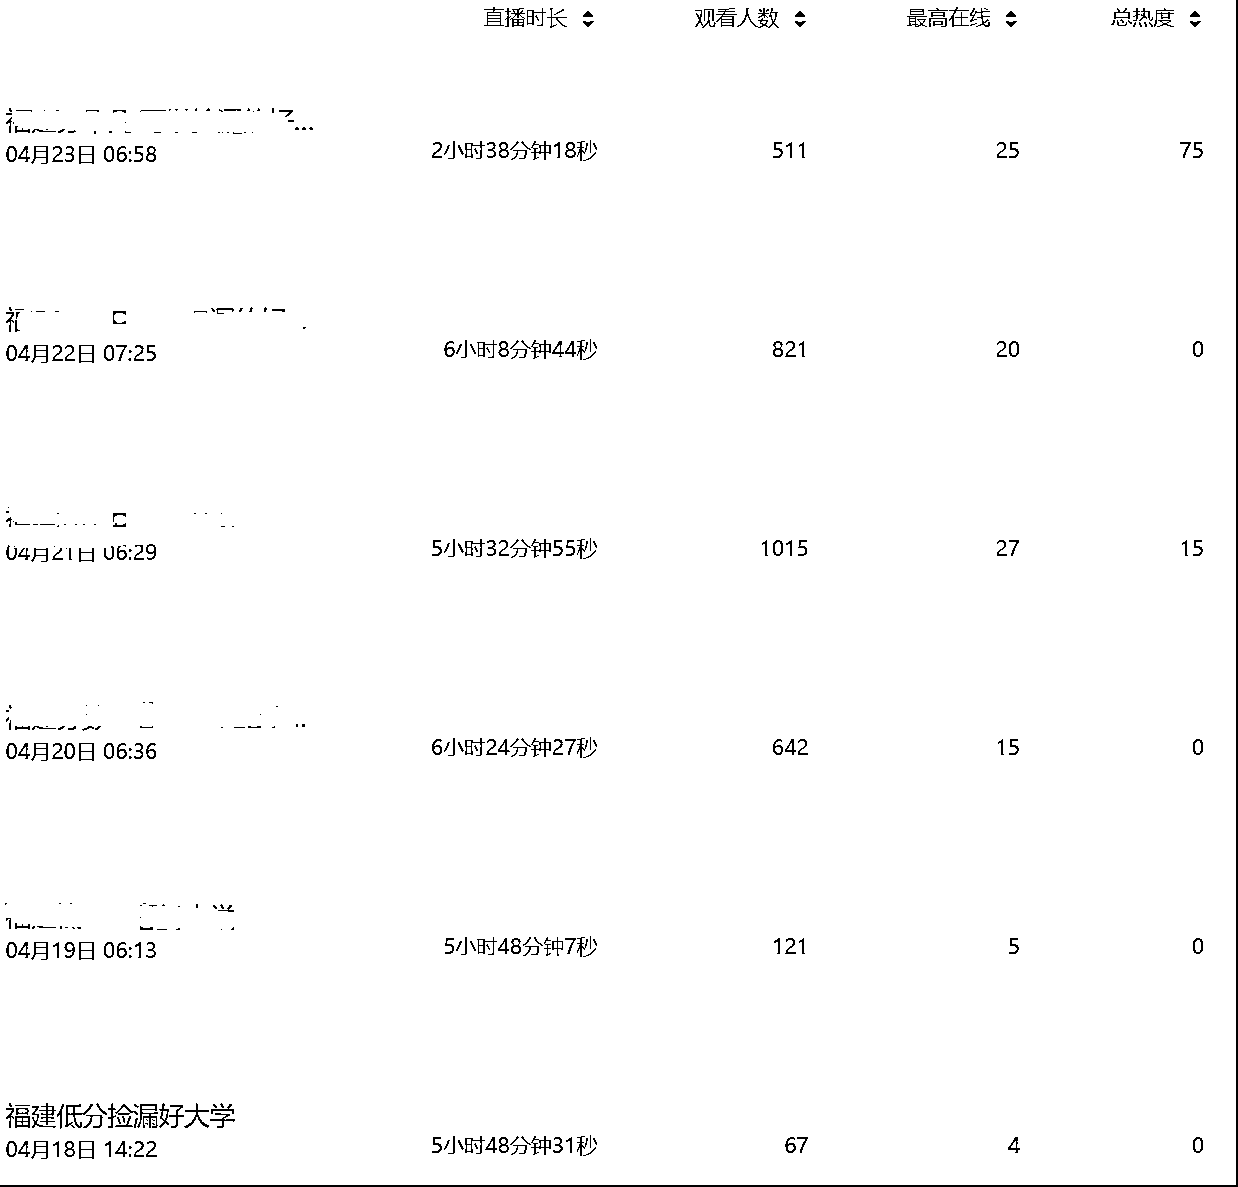 直播时长 观看人数 最高在线 总热度
04月23日 06:58
2小时38分钟18秒 511 25 75
04月22日 07:25
6小时8分钟44秒 821 20 0
04月21日 06:29
5小时32分钟55秒 1015 27 15
04月20日 06:36
6小时24分钟27秒 642 15 0
04月19日 06:13
5小时48分钟7秒 121 5 0
福建低分捡漏好大学
04月18日 14:22
5小时48分钟31秒 67 4 0